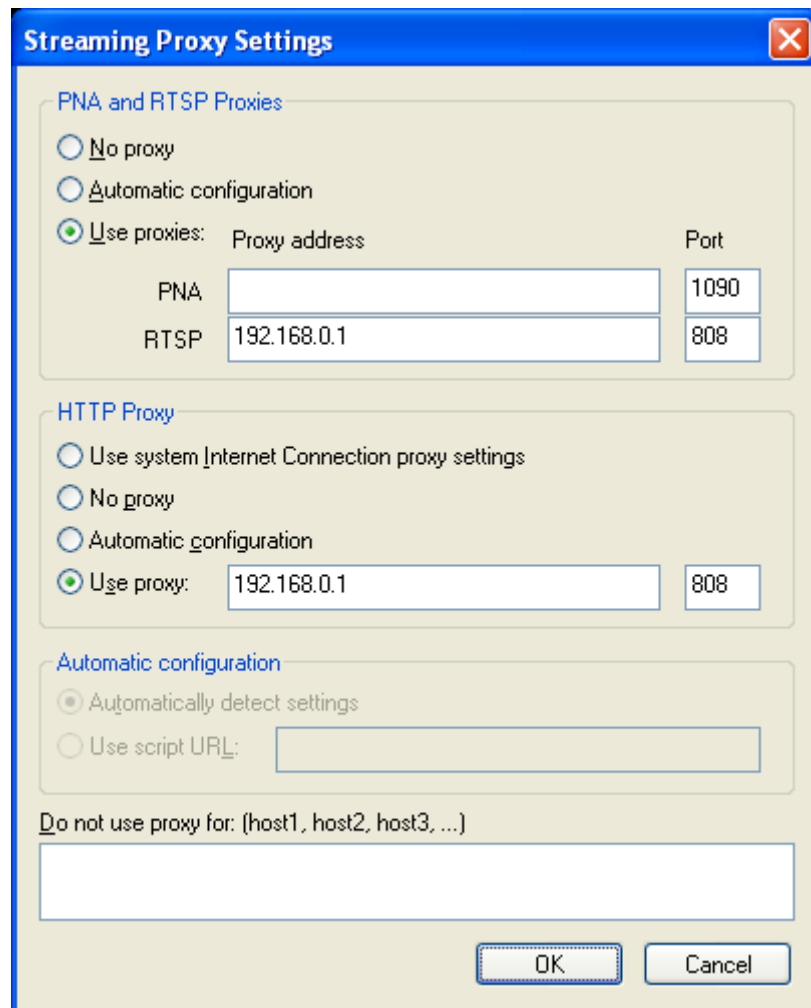 Streaming Proxy Settings
PNA and RTSP Proxies
No proxy
Automatic configuration
Use proxies: Proxy address Port
PNA 1090
RTSP 192.168.0.1 808
HTTP Proxy
Use system Internet Connection proxy settings
No proxy
Automatic configuration
Use proxy: 192.168.0.1 808
Automatic configuration
Automatically detect settings
Use script URL:
Do not use proxy for: (host1, host2, host3, ...)
OK Cancel